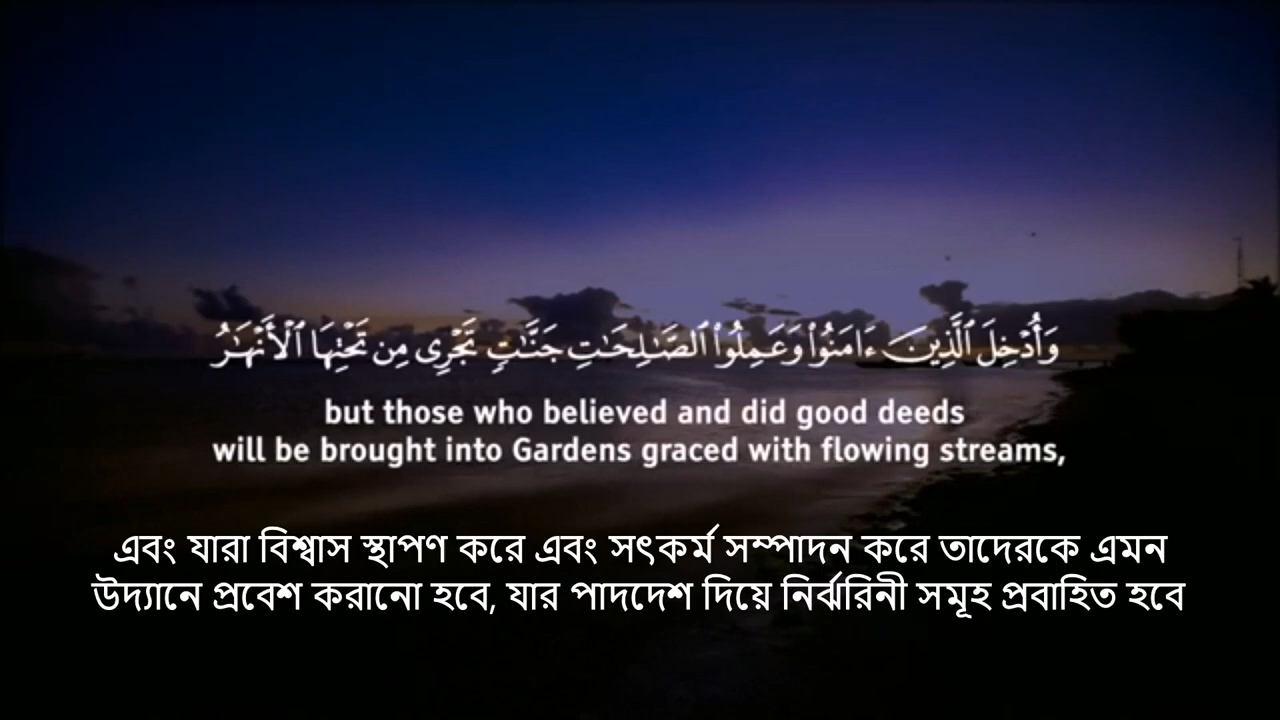 وَأُدْخِلَ ٱلَّذِينَ ءَامَنُوا۟ وَعَمِلُوا۟ ٱلصَّـٰلِحَـٰتِ جَنَّـٰتٍ تَجْرِى مِن تَحْتِهَا ٱلْأَنْهَـٰرُ
but those who believed and did good deeds
will be brought into Gardens graced with flowing streams,
এবং যারা বিশ্বাস স্থাপণ করে এবং সৎকর্ম সম্পাদন করে তাদেরকে এমন
উদ্যানে প্রবেশ করানো হবে, যার পাদদেশ দিয়ে নির্ঝরিনী সমূহ প্রবাহিত হবে